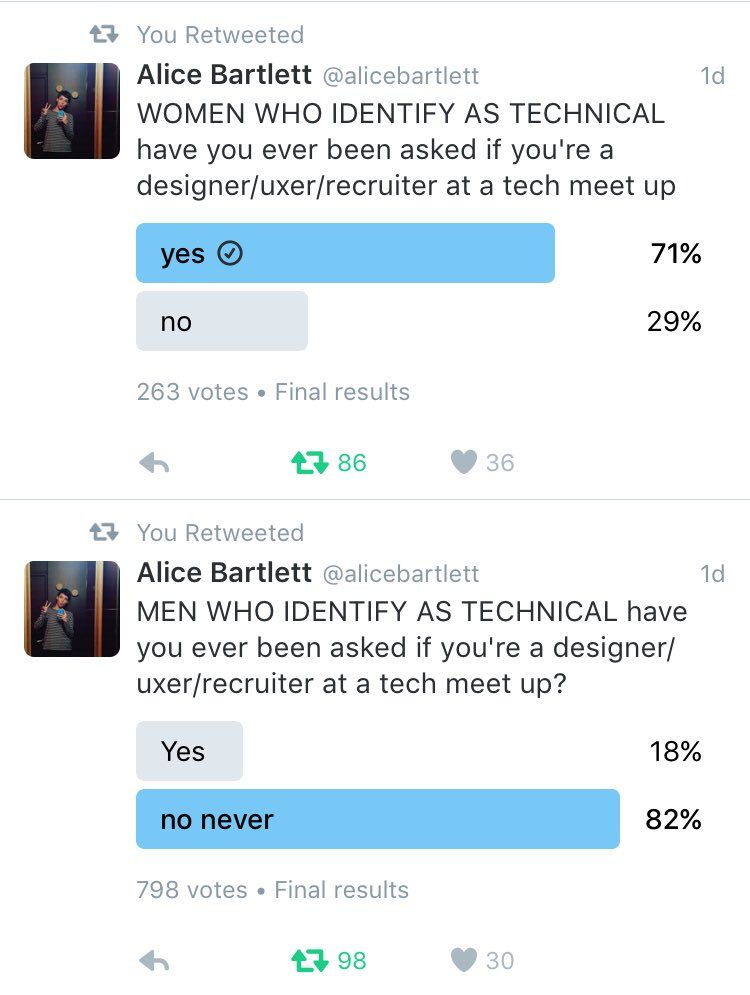 You Retweeted
Alice Bartlett @alicebartlett 1d
WOMEN WHO IDENTIFY AS TECHNICAL
have you ever been asked if you're a
designer/uxer/recruiter at a tech meet up
yes 71%
no 29%
263 votes • Final results
86 36
You Retweeted
Alice Bartlett @alicebartlett 1d
MEN WHO IDENTIFY AS TECHNICAL have
you ever been asked if you're a designer/
uxer/recruiter at a tech meet up?
Yes 18%
no never 82%
798 votes • Final results
98 30